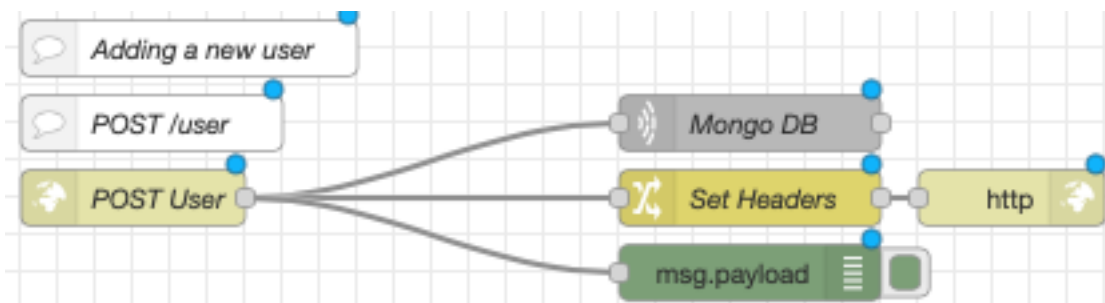 Adding a new user
POST /user
Mongo DB
POST User
Set Headers
http
msg.payload